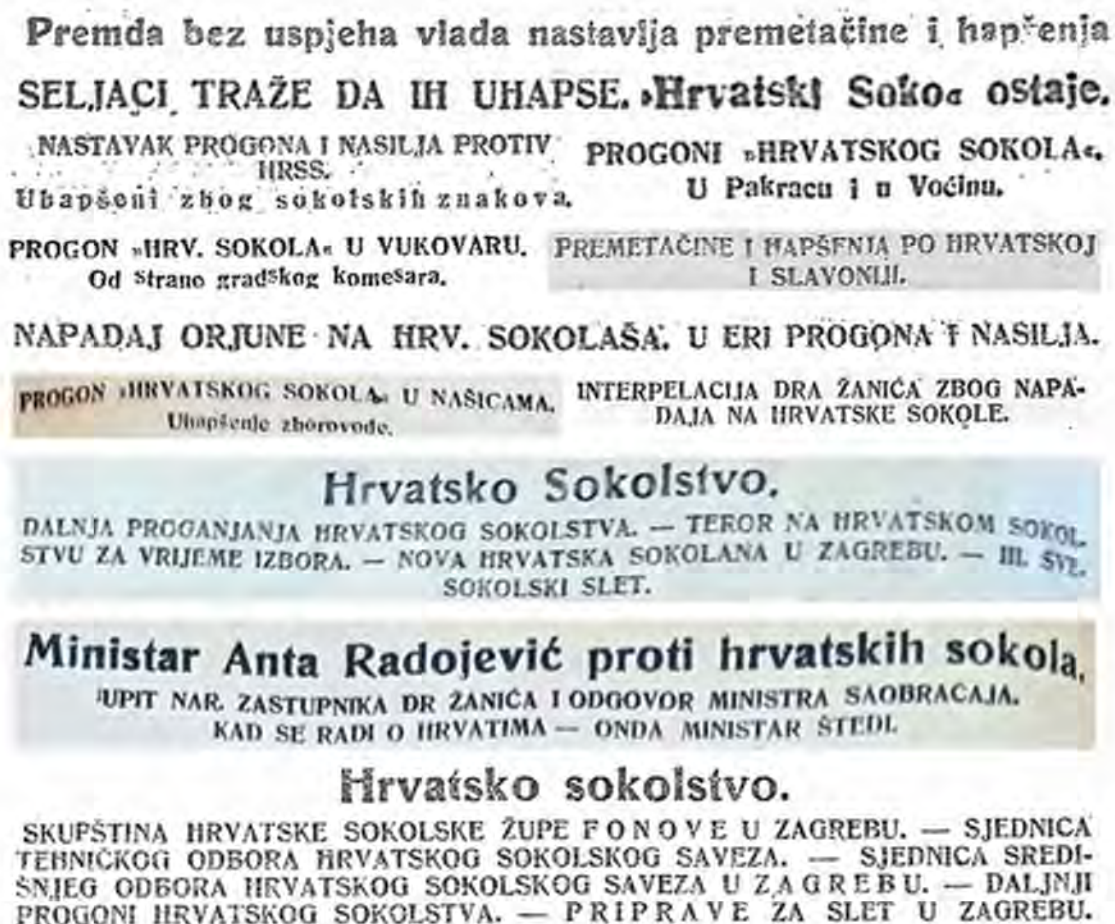 Premda bez uspjeha vlada nastavlja premetačine i hapšenja
SELJACI TRAŽE DA IH UHAPSE. »Hrvatski Soko« ostaje.
NASTAVAK PROGONA I NASILJA PROTIV
HRSS.
Uhapšeni zbog sokolskih znakova.
PROGONI »HRVATSKOG SOKOLA«.
U Pakracu i u Voćinu.
PROGON »HRV. SOKOLA« U VUKOVARU.
Od strane gradskog komesara.
PREMETAČINE I HAPŠENJA PO HRVATSKOJ
I SLAVONIJI.
NAPADAJ ORJUNE NA HRV. SOKOLAŠA. U ERI PROGONA I NASILJA.
PROGON »HRVATSKOG SOKOLA« U NAŠICAMA.
Uhapšenje zborovođe.
INTERPELACIJA DRA ŽANIĆA ZBOG NAPA-
DAJA NA HRVATSKE SOKOLE.
Hrvatsko Sokolstvo.
DALNJA PROGANJANJA HRVATSKOG SOKOLSTVA. — TEROR NA HRVATSKOM SOKOL-
STVU ZA VRIJEME IZBORA. — NOVA HRVATSKA SOKOLANA U ZAGREBU. — III. SVE-
SOKOLSKI SLET.
Ministar Anta Radojević proti hrvatskih sokola.
UPIT NAR. ZASTUPNIKA DR ŽANIĆA I ODGOVOR MINISTRA SAOBRAĆAJA.
KAD SE RADI O HRVATIMA — ONDA MINISTAR ŠTEDI.
Hrvatsko sokolstvo.
SKUPŠTINA HRVATSKE SOKOLSKE ŽUPE FONOVE U ZAGREBU. — SJEDNICA
TEHNIČKOG ODBORA HRVATSKOG SOKOLSKOG SAVEZA. — SJEDNICA SREDI-
ŠNJEG ODBORA HRVATSKOG SOKOLSKOG SAVEZA U ZAGREBU. — DALJNJI
PROGONI HRVATSKOG SOKOLSTVA. — PRIPRAVE ZA SLET U ZAGREBU.